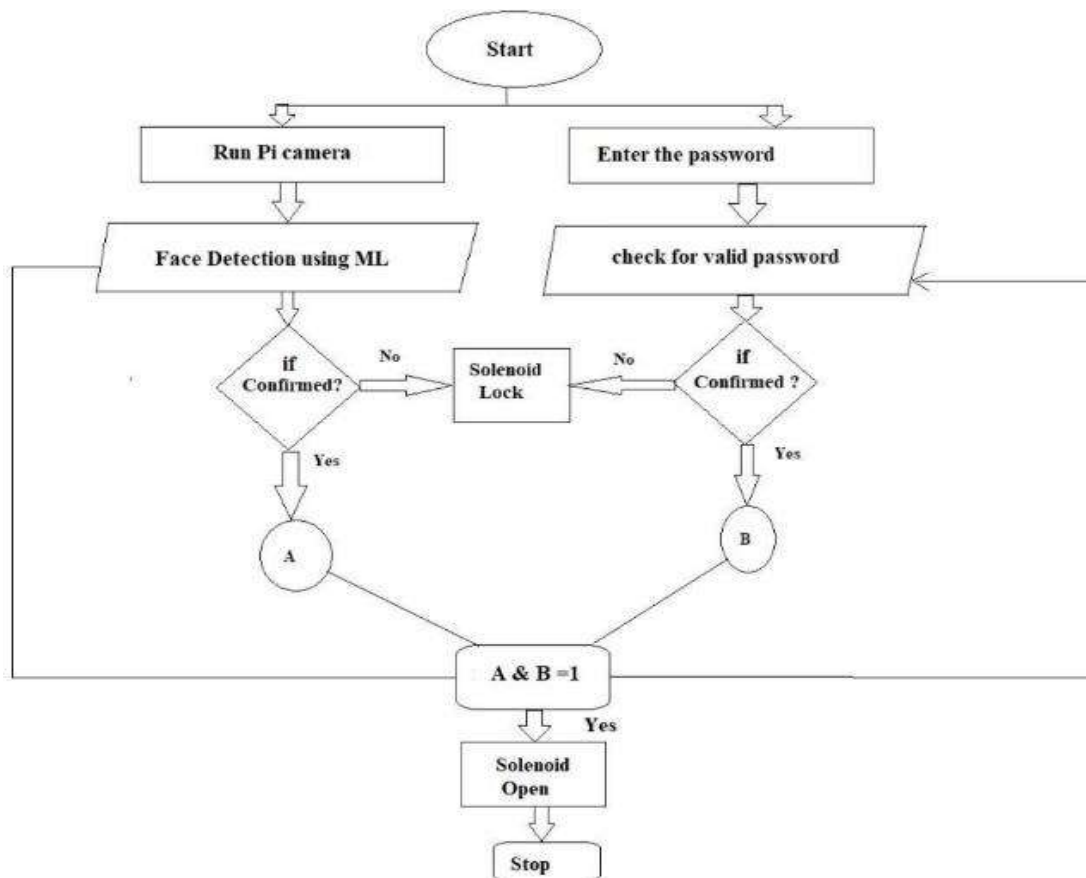 Start
Run Pi camera
Enter the password
Face Detection using ML
check for valid password
if
Confirmed?
No
Solenoid
Lock
No
if
Confirmed ?
Yes
Yes
A
B
A & B =1
Yes
Solenoid
Open
Stop